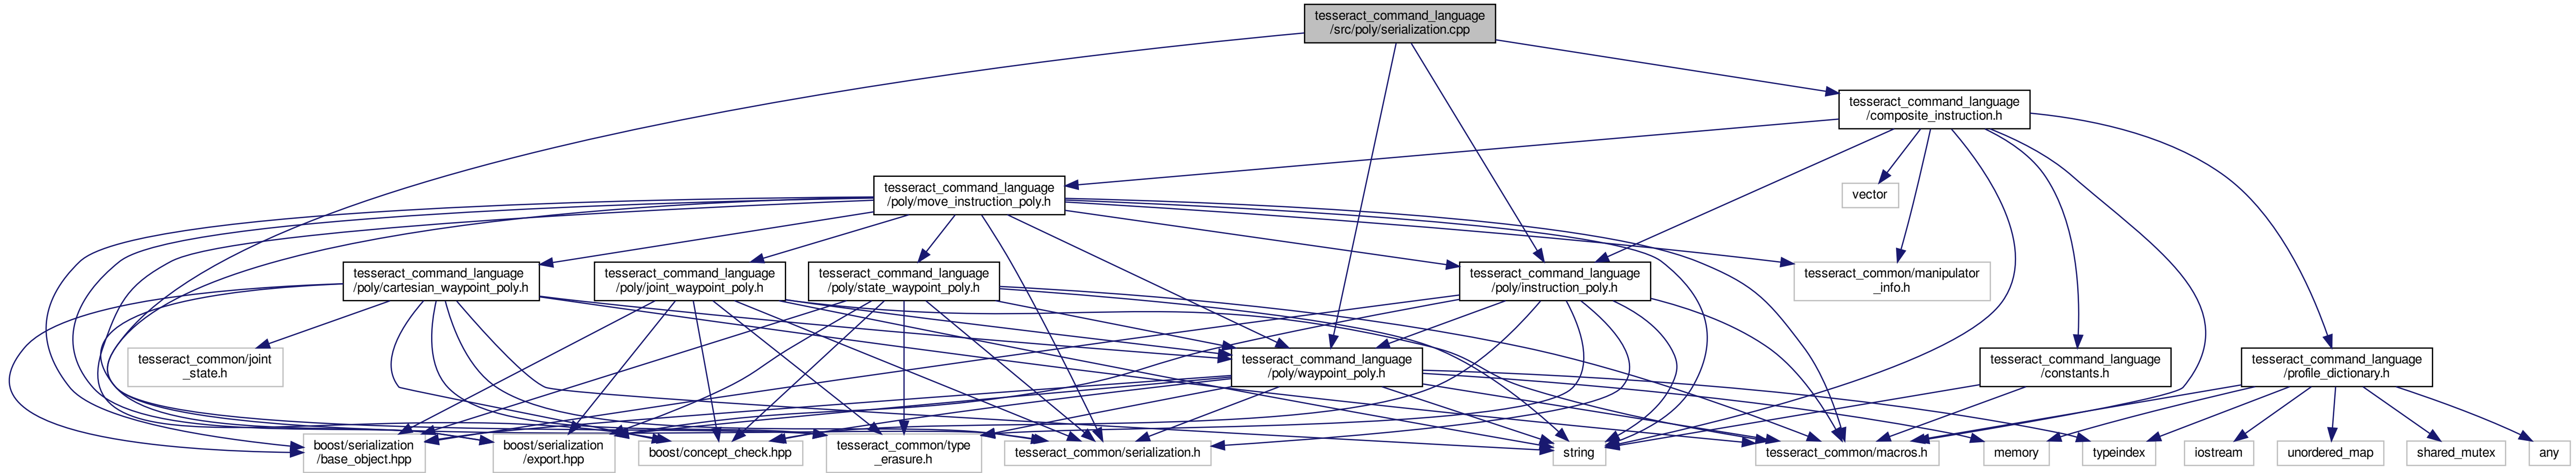 tesseract_command_language
/src/poly/serialization.cpp
tesseract_command_language
/composite_instruction.h
tesseract_command_language
/poly/move_instruction_poly.h
vector
tesseract_command_language
/poly/cartesian_waypoint_poly.h
tesseract_command_language
/poly/joint_waypoint_poly.h
tesseract_command_language
/poly/state_waypoint_poly.h
tesseract_command_language
/poly/instruction_poly.h
tesseract_common/manipulator
_info.h
tesseract_common/joint
_state.h
tesseract_command_language
/poly/waypoint_poly.h
tesseract_command_language
/constants.h
tesseract_command_language
/profile_dictionary.h
boost/serialization
/base_object.hpp
boost/serialization
/export.hpp
boost/concept_check.hpp
tesseract_common/type
_erasure.h
tesseract_common/serialization.h
string
tesseract_common/macros.h
memory
typeindex
iostream
unordered_map
shared_mutex
any